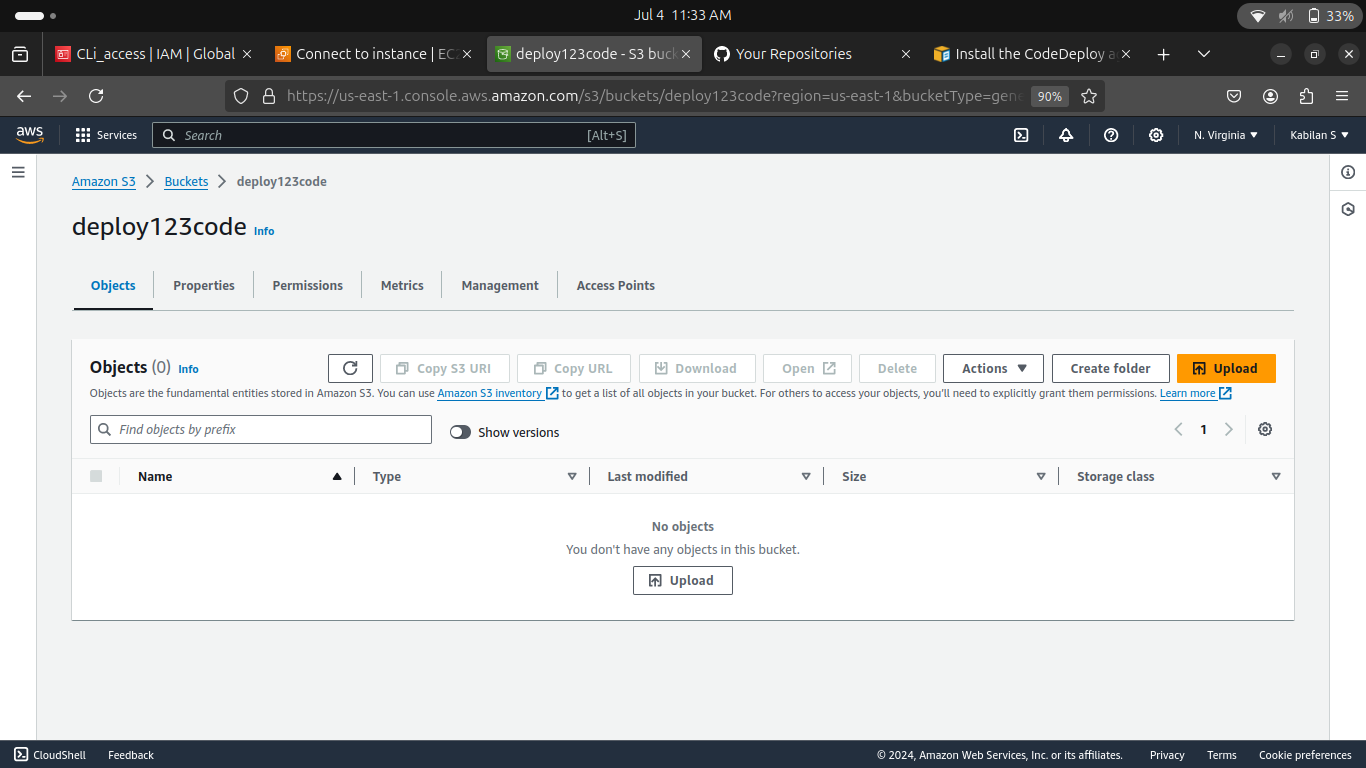 Jul 4 11:33 AM
33%
CLi_access | IAM | Global
Connect to instance | EC2
deploy123code - S3 buck
Your Repositories
Install the CodeDeploy a
https://us-east-1.console.aws.amazon.com/s3/buckets/deploy123code?region=us-east-1&bucketType=gene
90%
aws
Services
Search
[Alt+S]
N. Virginia
Kabilan S
Amazon S3
Buckets
deploy123code
deploy123code Info
Objects
Properties
Permissions
Metrics
Management
Access Points
Objects (0) Info
Copy S3 URI
Copy URL
Download
Open
Delete
Actions
Create folder
Upload
Objects are the fundamental entities stored in Amazon S3. You can use Amazon S3 inventory to get a list of all objects in your bucket. For others to access your objects, you'll need to explicitly grant them permissions. Learn more
Find objects by prefix
Show versions
1
Name
Type
Last modified
Size
Storage class
No objects
You don't have any objects in this bucket.
Upload
CloudShell
Feedback
© 2024, Amazon Web Services, Inc. or its affiliates.
Privacy
Terms
Cookie preferences